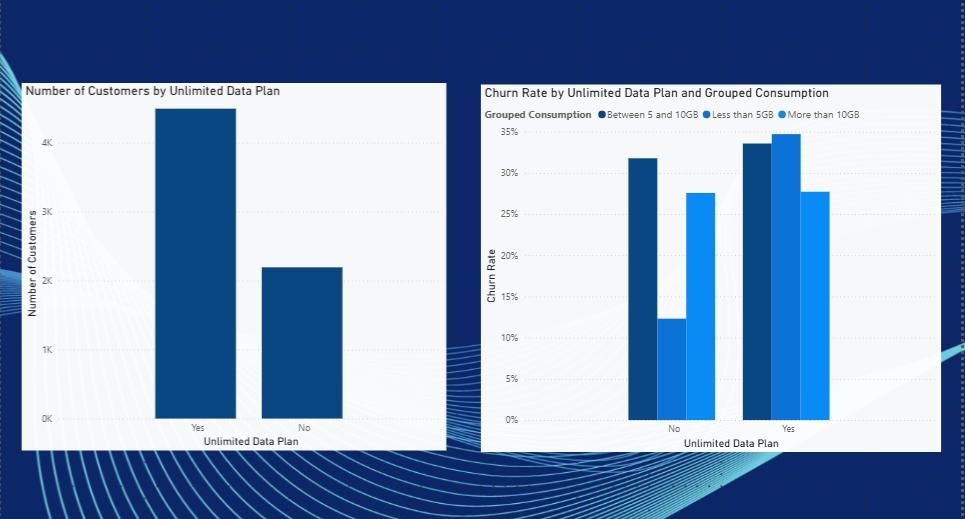 Number of Customers by Unlimited Data Plan
Number of Customers
4K
3K
2K
1K
0K
Yes No
Unlimited Data Plan
Churn Rate by Unlimited Data Plan and Grouped Consumption
Grouped Consumption Between 5 and 10GB Less than 5GB More than 10GB
Churn Rate
35%
30%
25%
20%
15%
10%
5%
0%
No Yes
Unlimited Data Plan